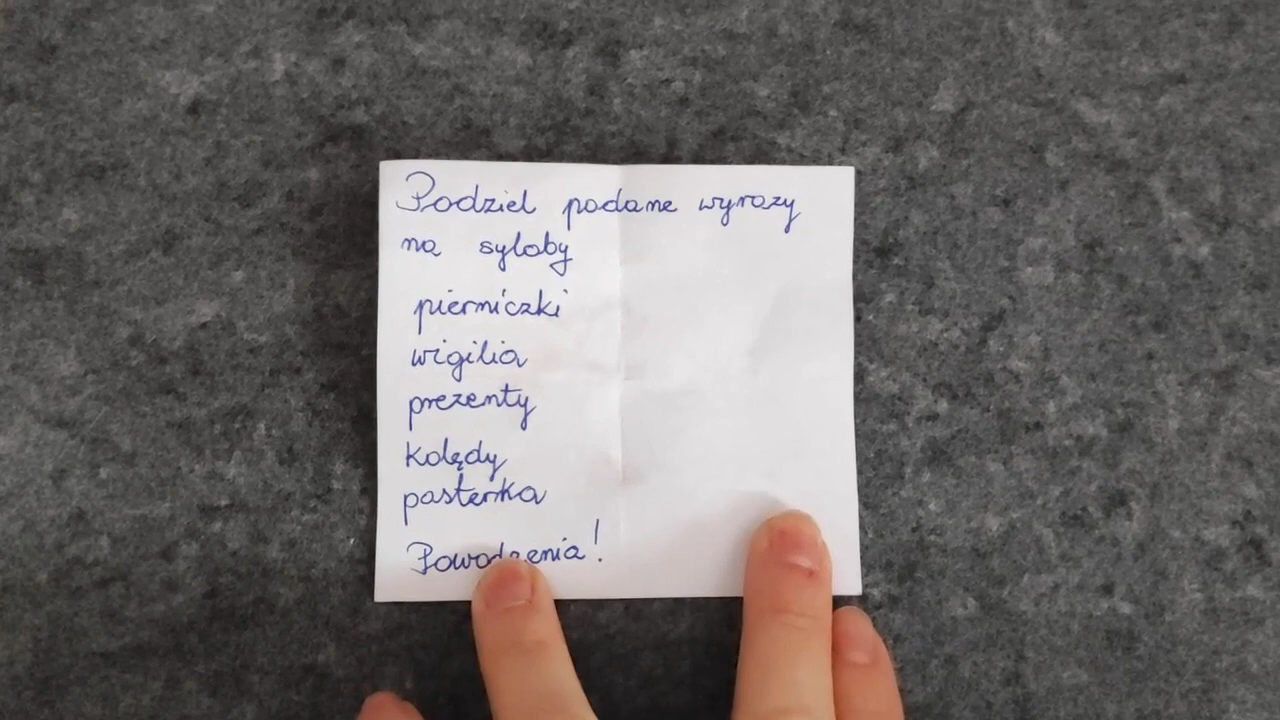 Podziel podane wyrazy
na sylaby
pierniczki
wigilia
prezenty
kolędy
pasterka
Powodzenia!